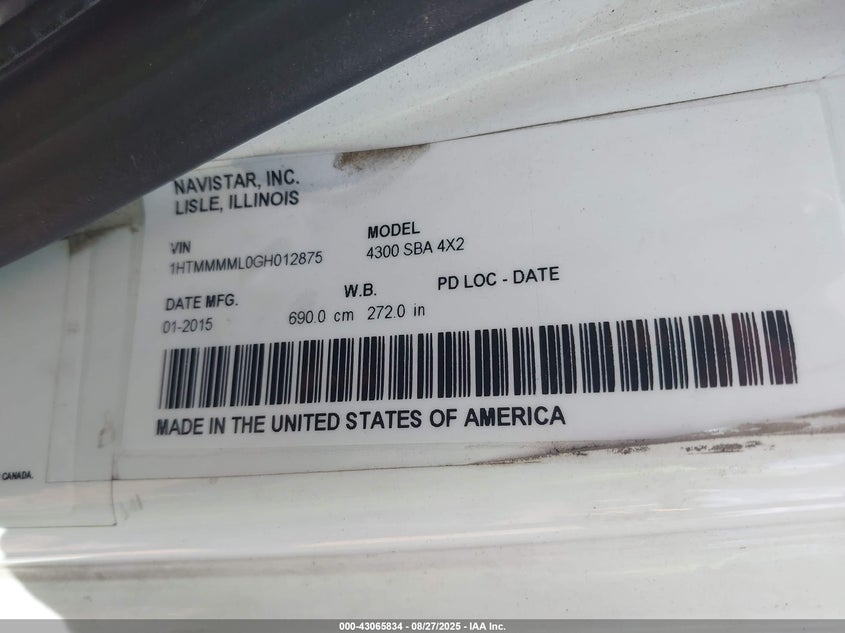 NAVISTAR, INC.
LISLE, ILLINOIS
VIN
1HTMMMML0GH012875
MODEL
4300 SBA 4X2
DATE MFG.
01-2015
W.B.
690.0 cm 272.0 in
PD LOC - DATE
MADE IN THE UNITED STATES OF AMERICA
CANADA.
000-43065834 - 08/27/2025 - IAA Inc.